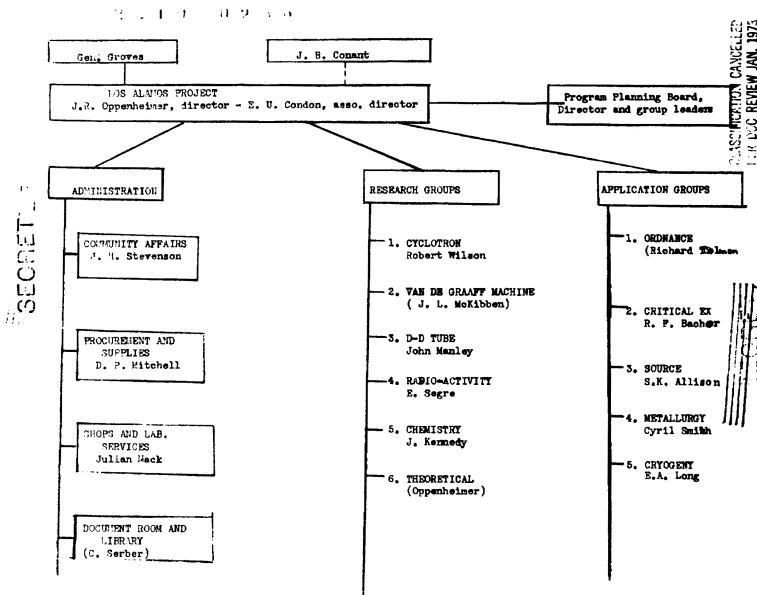 Gen. Groves
J. B. Conant
LOS ALAMOS PROJECT
J.R. Oppenheimer, director - E. U. Condon, asso. director
Program Planning Board,
Director and group leaders
CLASSIFICATION CANCELLED
PER DOC REVIEW JAN. 1973
SECRET
ADMINISTRATION
COMMUNITY AFFAIRS
J. H. Stevenson
PROCUREMENT AND
SUPPLIES
D. P. Mitchell
SHOPS AND LAB.
SERVICES
Julian Mack
DOCUMENT ROOM AND
LIBRARY
(C. Serber)
RESEARCH GROUPS
1. CYCLOTRON
Robert Wilson
2. VAN DE GRAAFF MACHINE
( J. L. McKibben)
3. D-D TUBE
John Manley
4. RADIO-ACTIVITY
E. Segre
5. CHEMISTRY
J. Kennedy
6. THEORETICAL
(Oppenheimer)
APPLICATION GROUPS
1. ORDNANCE
(Richard Tolman
2. CRITICAL EX
R. F. Bacher
3. SOURCE
S.K. Allison
4. METALLURGY
Cyril Smith
5. CRYOGENY
E.A. Long